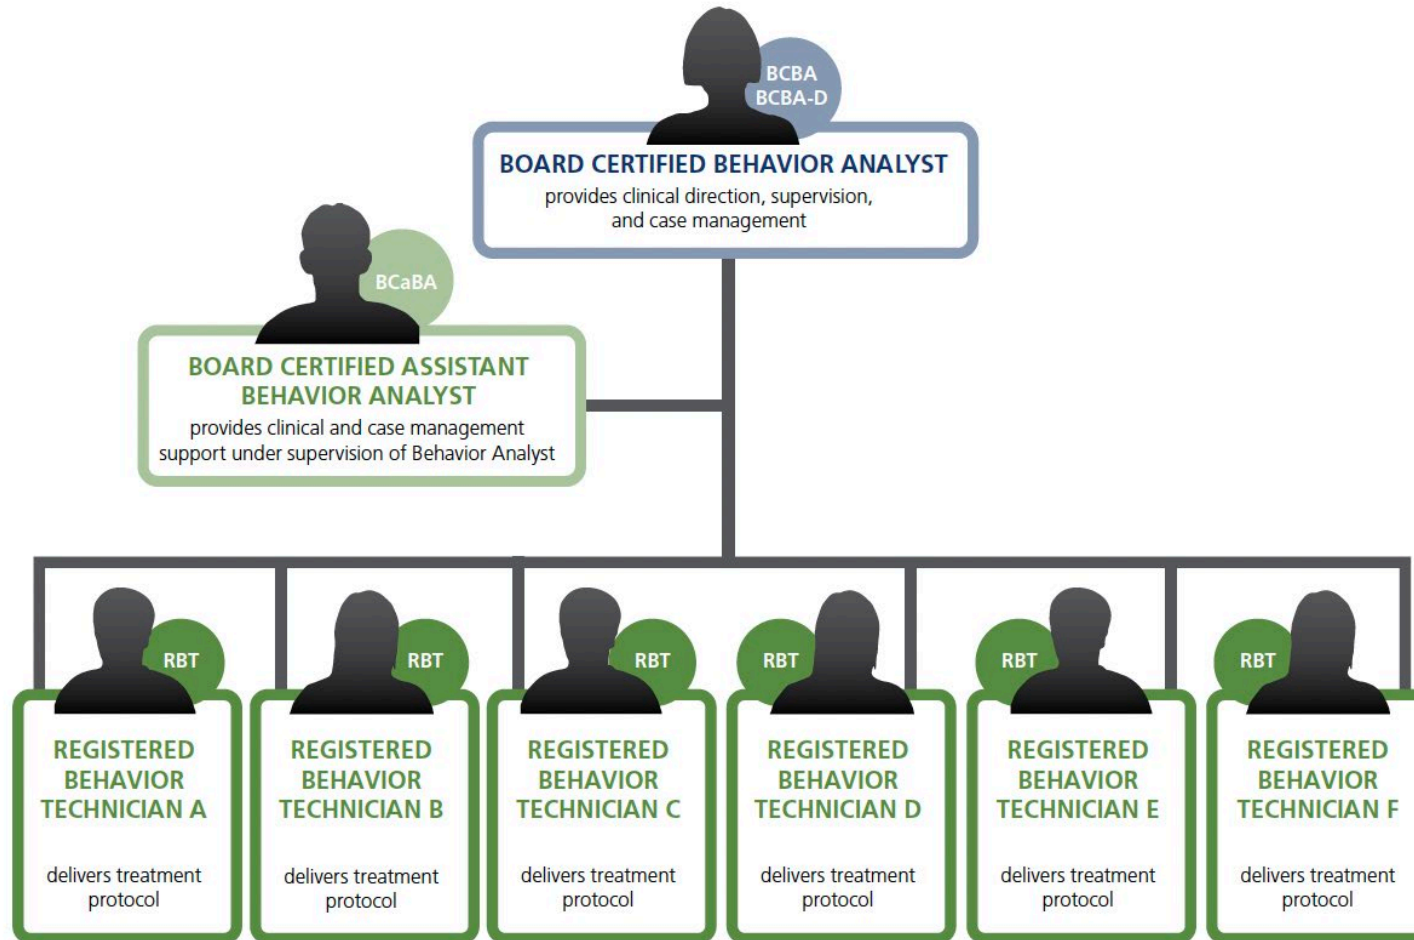 BCBA
BCBA-D
BOARD CERTIFIED BEHAVIOR ANALYST
provides clinical direction, supervision,
and case management
BCaBA
BOARD CERTIFIED ASSISTANT
BEHAVIOR ANALYST
provides clinical and case management
support under supervision of Behavior Analyst
RBT
REGISTERED
BEHAVIOR
TECHNICIAN A
delivers treatment
protocol
RBT
REGISTERED
BEHAVIOR
TECHNICIAN B
delivers treatment
protocol
RBT
REGISTERED
BEHAVIOR
TECHNICIAN C
delivers treatment
protocol
RBT
REGISTERED
BEHAVIOR
TECHNICIAN D
delivers treatment
protocol
RBT
REGISTERED
BEHAVIOR
TECHNICIAN E
delivers treatment
protocol
RBT
REGISTERED
BEHAVIOR
TECHNICIAN F
delivers treatment
protocol